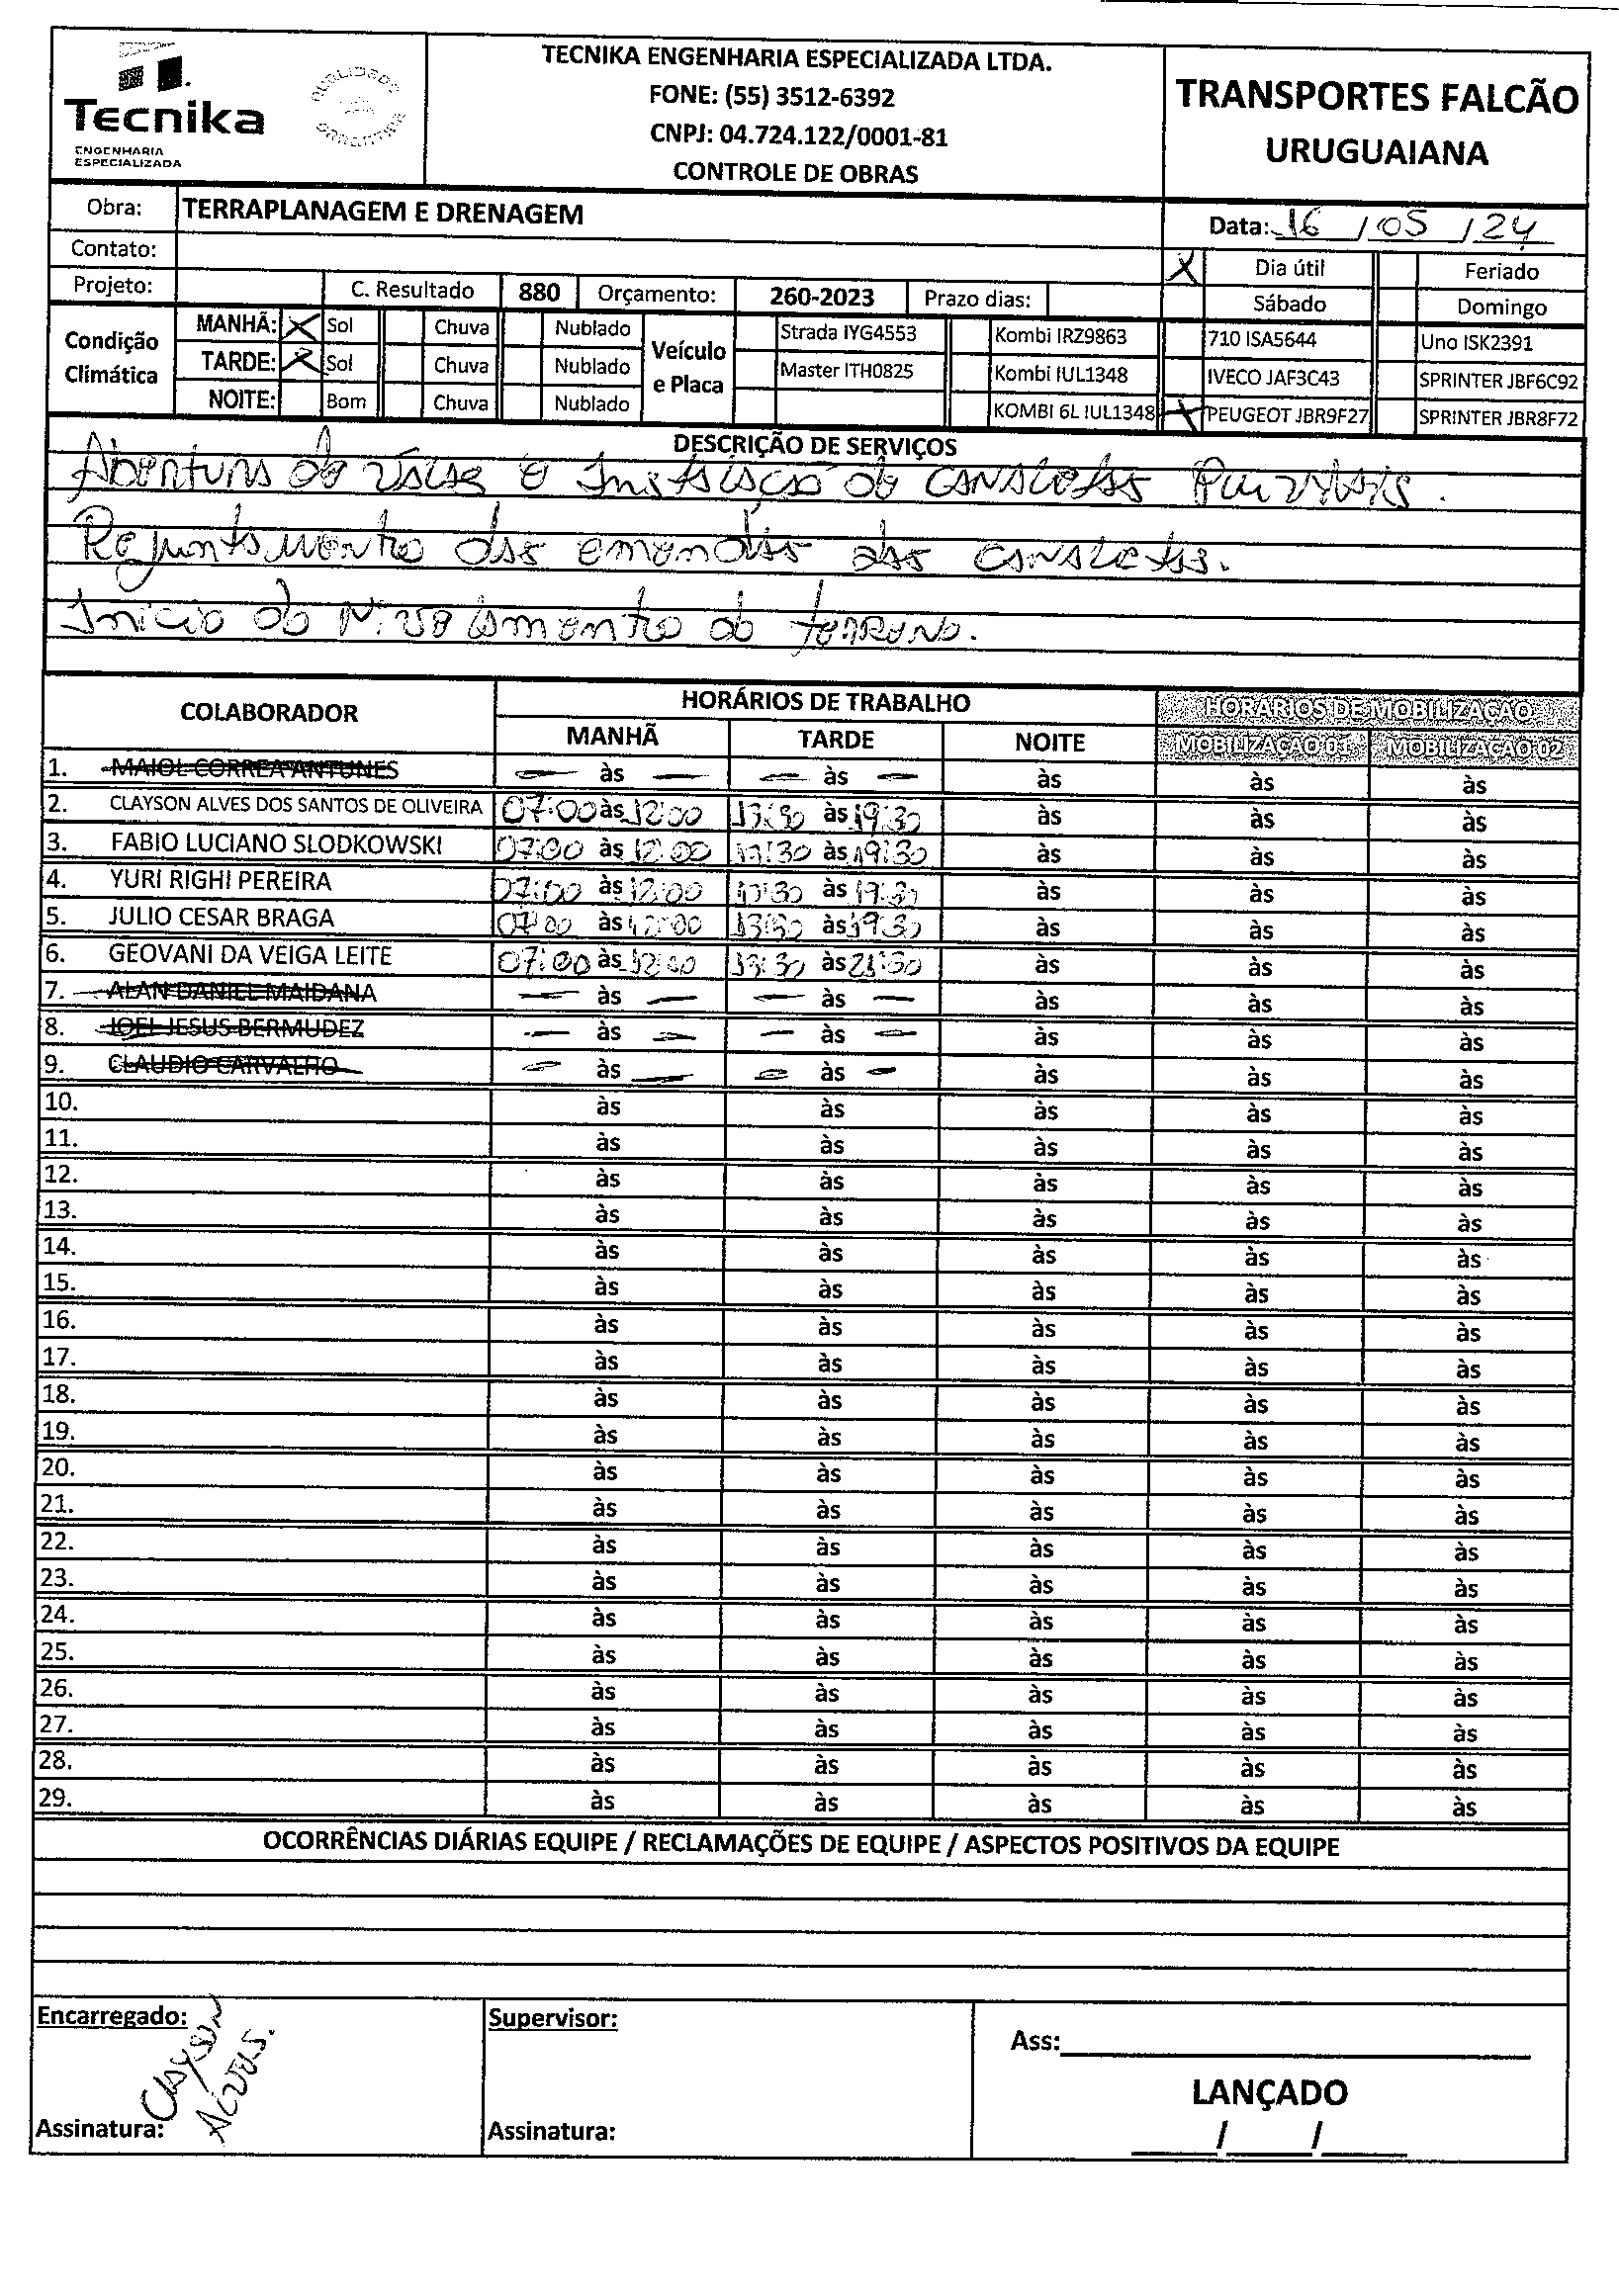 Tecnika
ENGENHARIA
ESPECIALIZADA
TECNIKA ENGENHARIA ESPECIALIZADA LTDA.
FONE: (55) 3512-6392
CNPJ: 04.724.122/0001-81
CONTROLE DE OBRAS
TRANSPORTES FALCÃO
URUGUAIANA
Obra: TERRAPLANAGEM E DRENAGEM
Data: 16 / 05 / 24
Contato:
X Dia útil Feriado
Projeto: C. Resultado 880 Orçamento: 260-2023 Prazo dias:
Sábado Domingo
Condição Climática
MANHÃ: X Sol Chuva Nublado
TARDE: X Sol Chuva Nublado
NOITE: Bom Chuva Nublado
Veículo e Placa
Strada IYG4553 Kombi IRZ9863 710 ISA5644 Uno ISK2391
Master ITH0825 Kombi IUL1348 IVECO JAF3C43 SPRINTER JBF6C92
KOMBI 6L IUL1348 X PEUGEOT JBR9F27 SPRINTER JBR8F72
DESCRIÇÃO DE SERVIÇOS
Abertura de valas e Instalação de canaletas Pluviais.
Rejuntamento das emendas das canaletas.
Inicio do Nivelamento do terreno.
COLABORADOR HORÁRIOS DE TRABALHO HORÁRIOS DE MOBILIZAÇÃO
MANHÃ TARDE NOITE MOBILIZAÇÃO 01 MOBILIZAÇÃO 02
1. MAIOL CORREA ANTUNES — às — — às — às às às
2. CLAYSON ALVES DOS SANTOS DE OLIVEIRA 07:00 às 12:00 13:30 às 19:30 às às às
3. FABIO LUCIANO SLODKOWSKI 07:00 às 12:00 13:30 às 19:30 às às às
4. YURI RIGHI PEREIRA 07:00 às 12:00 13:30 às 19:30 às às às
5. JULIO CESAR BRAGA 07:00 às 12:00 13:30 às 19:30 às às às
6. GEOVANI DA VEIGA LEITE 07:00 às 12:00 13:30 às 21:30 às às às
7. ALAN DANIEL MAIDANA — às — — às — às às às
8. JOEL JESUS BERMUDEZ — às — — às — às às às
9. CLAUDIO CARVALHO — às — — às — às às às
10. às às às às às
11. às às às às às
12. às às às às às
13. às às às às às
14. às às às às às
15. às às às às às
16. às às às às às
17. às às às às às
18. às às às às às
19. às às às às às
20. às às às às às
21. às às às às às
22. às às às às às
23. às às às às às
24. às às às às às
25. às às às às às
26. às às às às às
27. às às às às às
28. às às às às às
29. às às às às às
OCORRÊNCIAS DIÁRIAS EQUIPE / RECLAMAÇÕES DE EQUIPE / ASPECTOS POSITIVOS DA EQUIPE
Encarregado:
Clayson
Alves.
Assinatura:
Supervisor:
Assinatura:
Ass:
LANÇADO
/ /